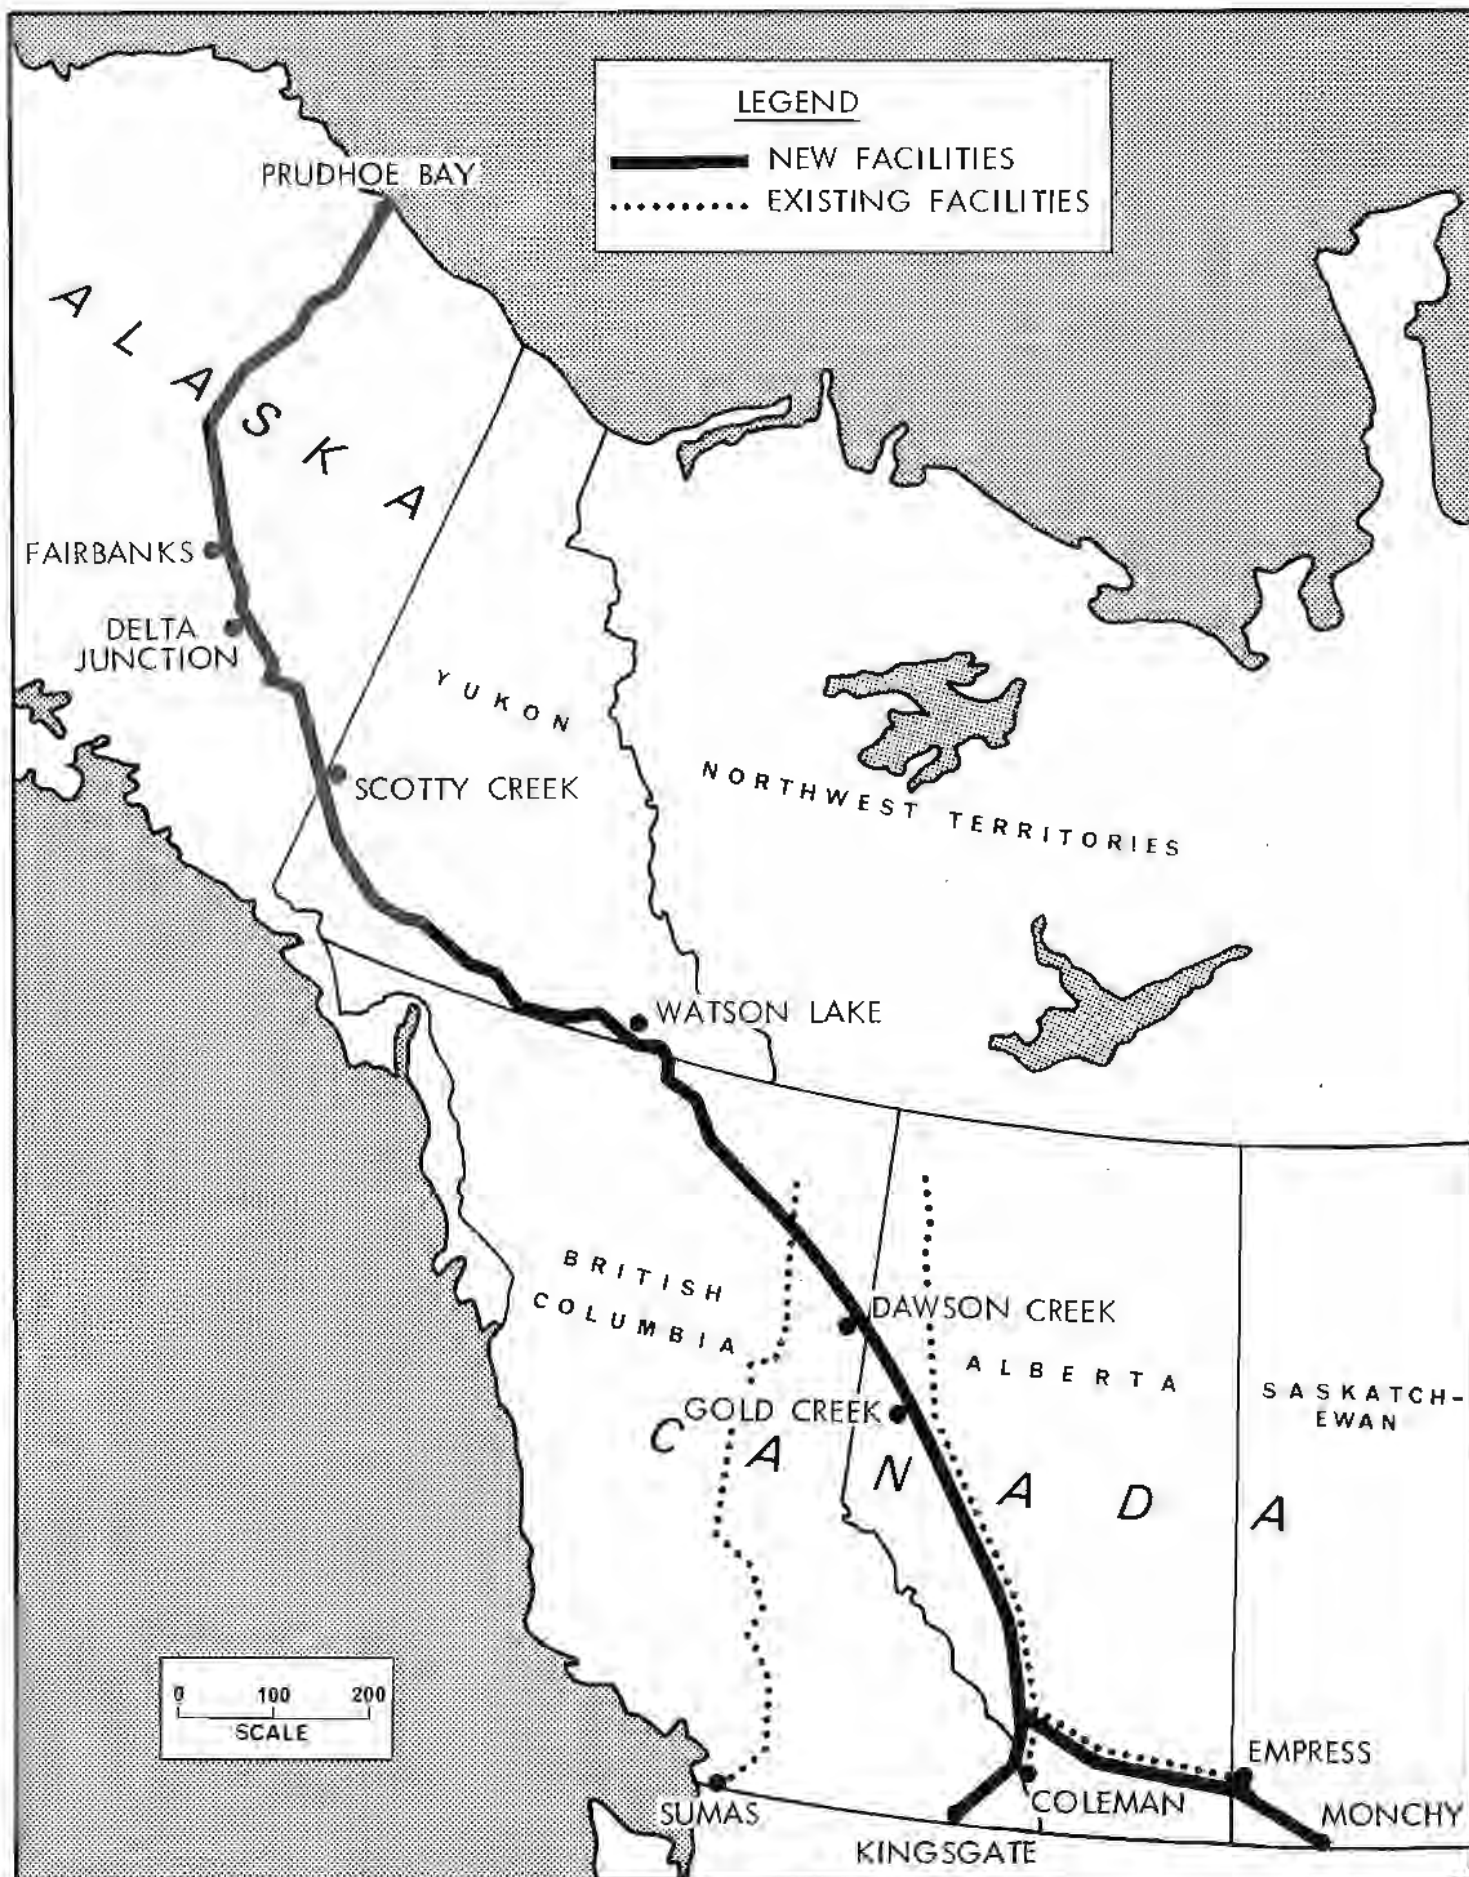 LEGEND
NEW FACILITIES
EXISTING FACILITIES
PRUDHOE BAY
ALASKA
FAIRBANKS
DELTA
JUNCTION
YUKON
SCOTTY CREEK
NORTHWEST TERRITORIES
WATSON LAKE
BRITISH
COLUMBIA
DAWSON CREEK
ALBERTA
SASKATCH-
EWAN
GOLD CREEK
CANADA
0 100 200
SCALE
EMPRESS
SUMAS
COLEMAN
MONCHY
KINGSGATE